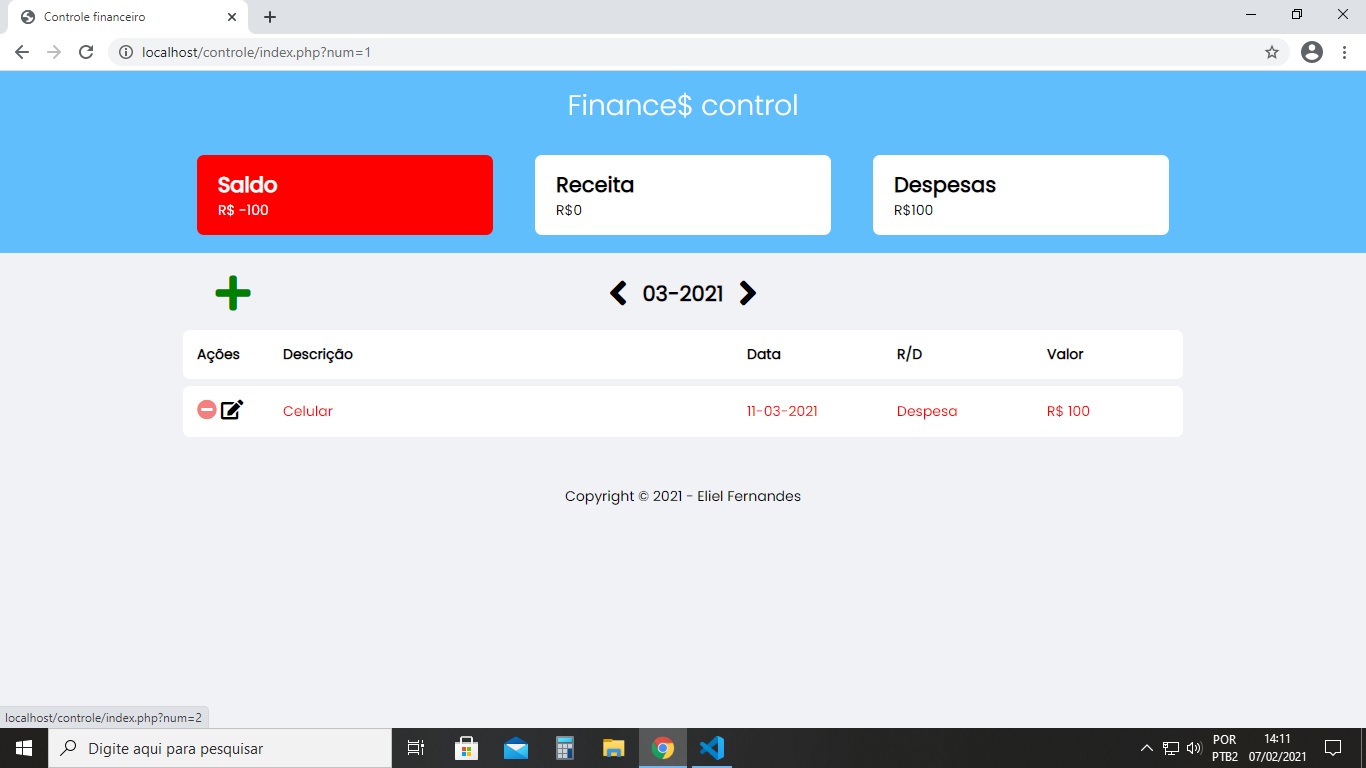 Controle financeiro
localhost/controle/index.php?num=1
Finance$ control
Saldo
R$ -100
Receita
R$0
Despesas
R$100
03-2021
Ações Descrição Data R/D Valor
Celular 11-03-2021 Despesa R$ 100
Copyright © 2021 - Eliel Fernandes
localhost/controle/index.php?num=2
Digite aqui para pesquisar
POR
PTB2
14:11
07/02/2021